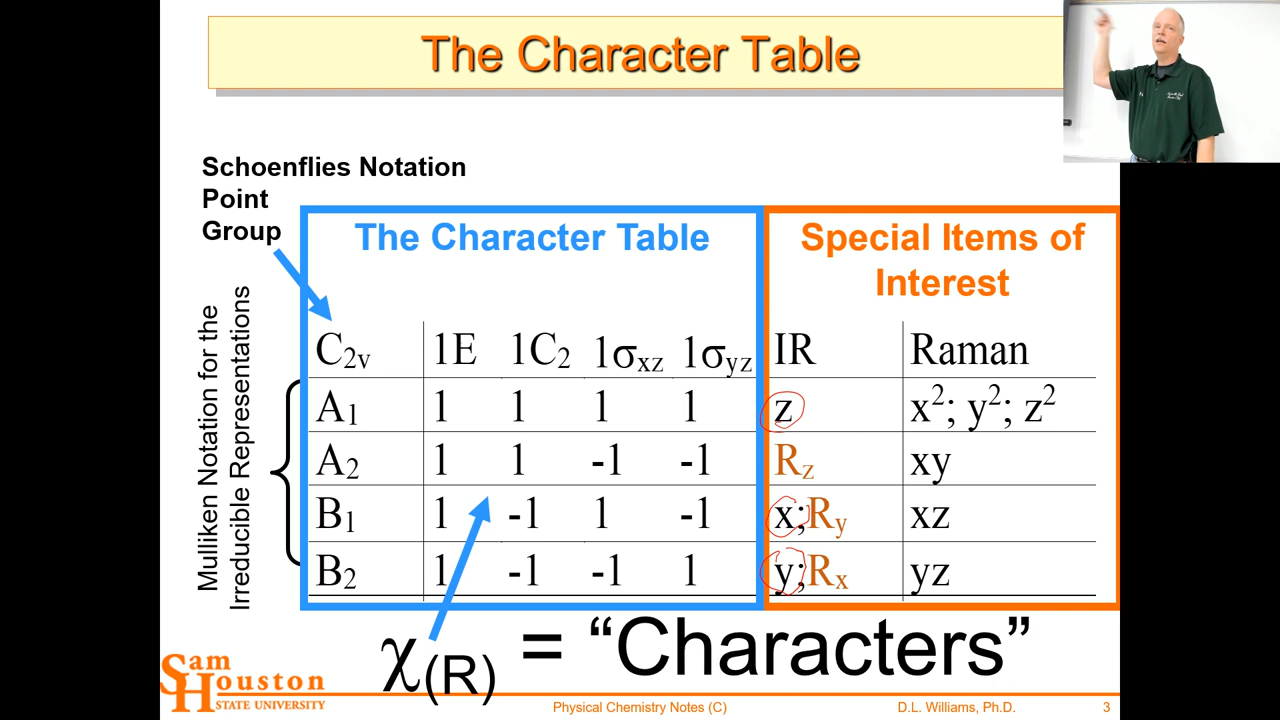 The Character Table
Schoenflies Notation
Point
Group
The Character Table
Special Items of
Interest
Mulliken Notation for the
Irreducible Representations
C₂ᵥ 1E 1C₂ 1σxz 1σyz IR Raman
A₁ 1 1 1 1 z x²; y²; z²
A₂ 1 1 -1 -1 Rz xy
B₁ 1 -1 1 -1 x;Ry xz
B₂ 1 -1 -1 1 y;Rx yz
χ(R) = “Characters”
Sam
Houston
STATE UNIVERSITY
Physical Chemistry Notes (C)
D.L. Williams, Ph.D.
3